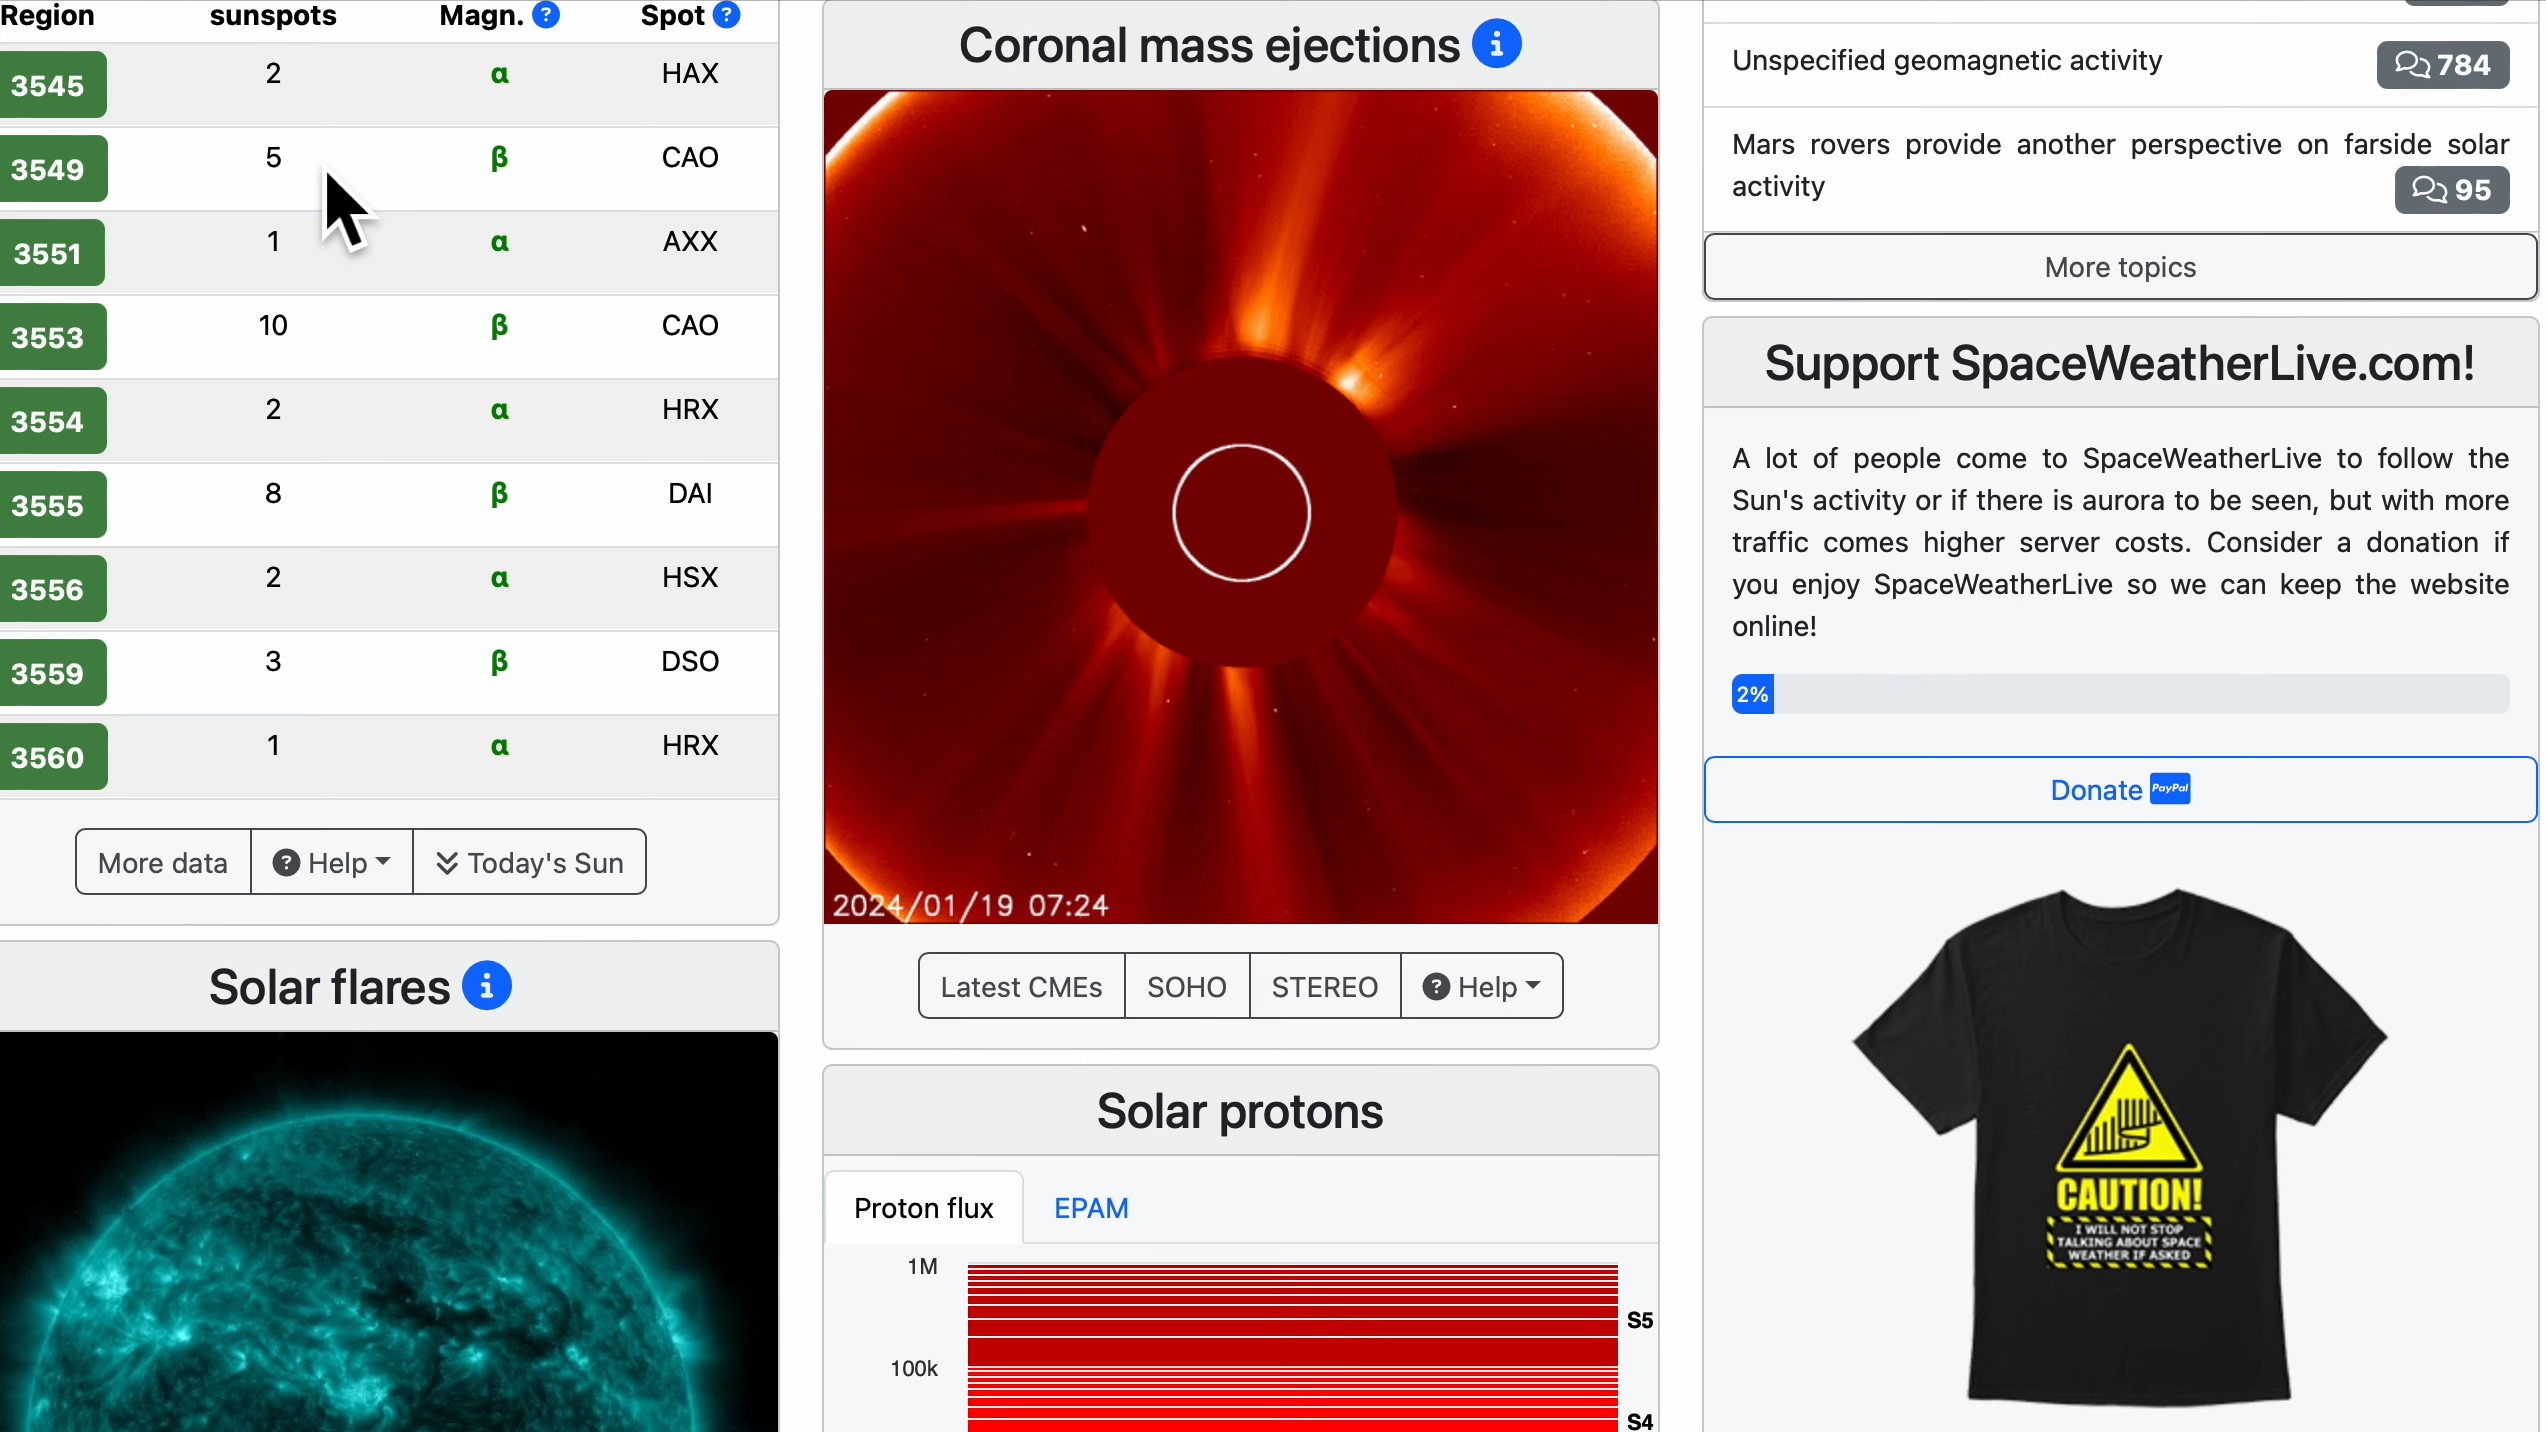 Region sunspots Magn. ? Spot ?
3545 2 α HAX
3549 5 β CAO
3551 1 α AXX
3553 10 β CAO
3554 2 α HRX
3555 8 β DAI
3556 2 α HSX
3559 3 β DSO
3560 1 α HRX
More data ? Help Today's Sun
Solar flares i
Coronal mass ejections i
2024/01/19 07:24
Latest CMEs SOHO STEREO ? Help
Solar protons
Proton flux EPAM
1M
S5
100k
S4
Unspecified geomagnetic activity 784
Mars rovers provide another perspective on farside solar
activity 95
More topics
Support SpaceWeatherLive.com!
A lot of people come to SpaceWeatherLive to follow the
Sun's activity or if there is aurora to be seen, but with more
traffic comes higher server costs. Consider a donation if
you enjoy SpaceWeatherLive so we can keep the website
online!
2%
Donate PayPal
CAUTION!
I WILL NOT STOP
TALKING ABOUT SPACE
WEATHER IF ASKED